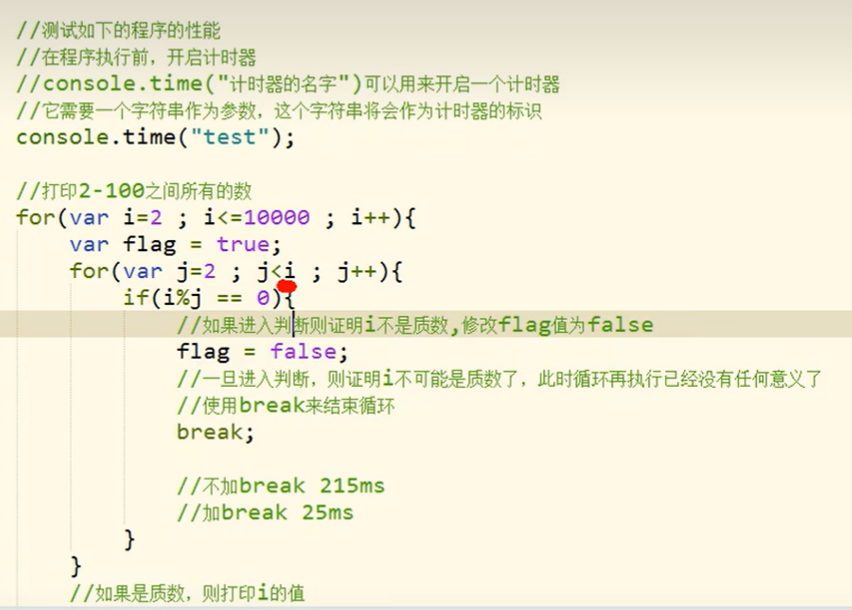 //测试如下的程序的性能
//在程序执行前，开启计时器
//console.time("计时器的名字")可以用来开启一个计时器
//它需要一个字符串作为参数，这个字符串将会作为计时器的标识
console.time("test");
//打印2-100之间所有的数
for(var i=2 ; i<=10000 ; i++){
var flag = true;
for(var j=2 ; j<i ; j++){
if(i%j == 0){
//如果进入判断则证明i不是质数,修改flag值为false
flag = false;
//一旦进入判断，则证明i不可能是质数了，此时循环再执行已经没有任何意义了
//使用break来结束循环
break;
//不加break 215ms
//加break 25ms
}
}
//如果是质数，则打印i的值